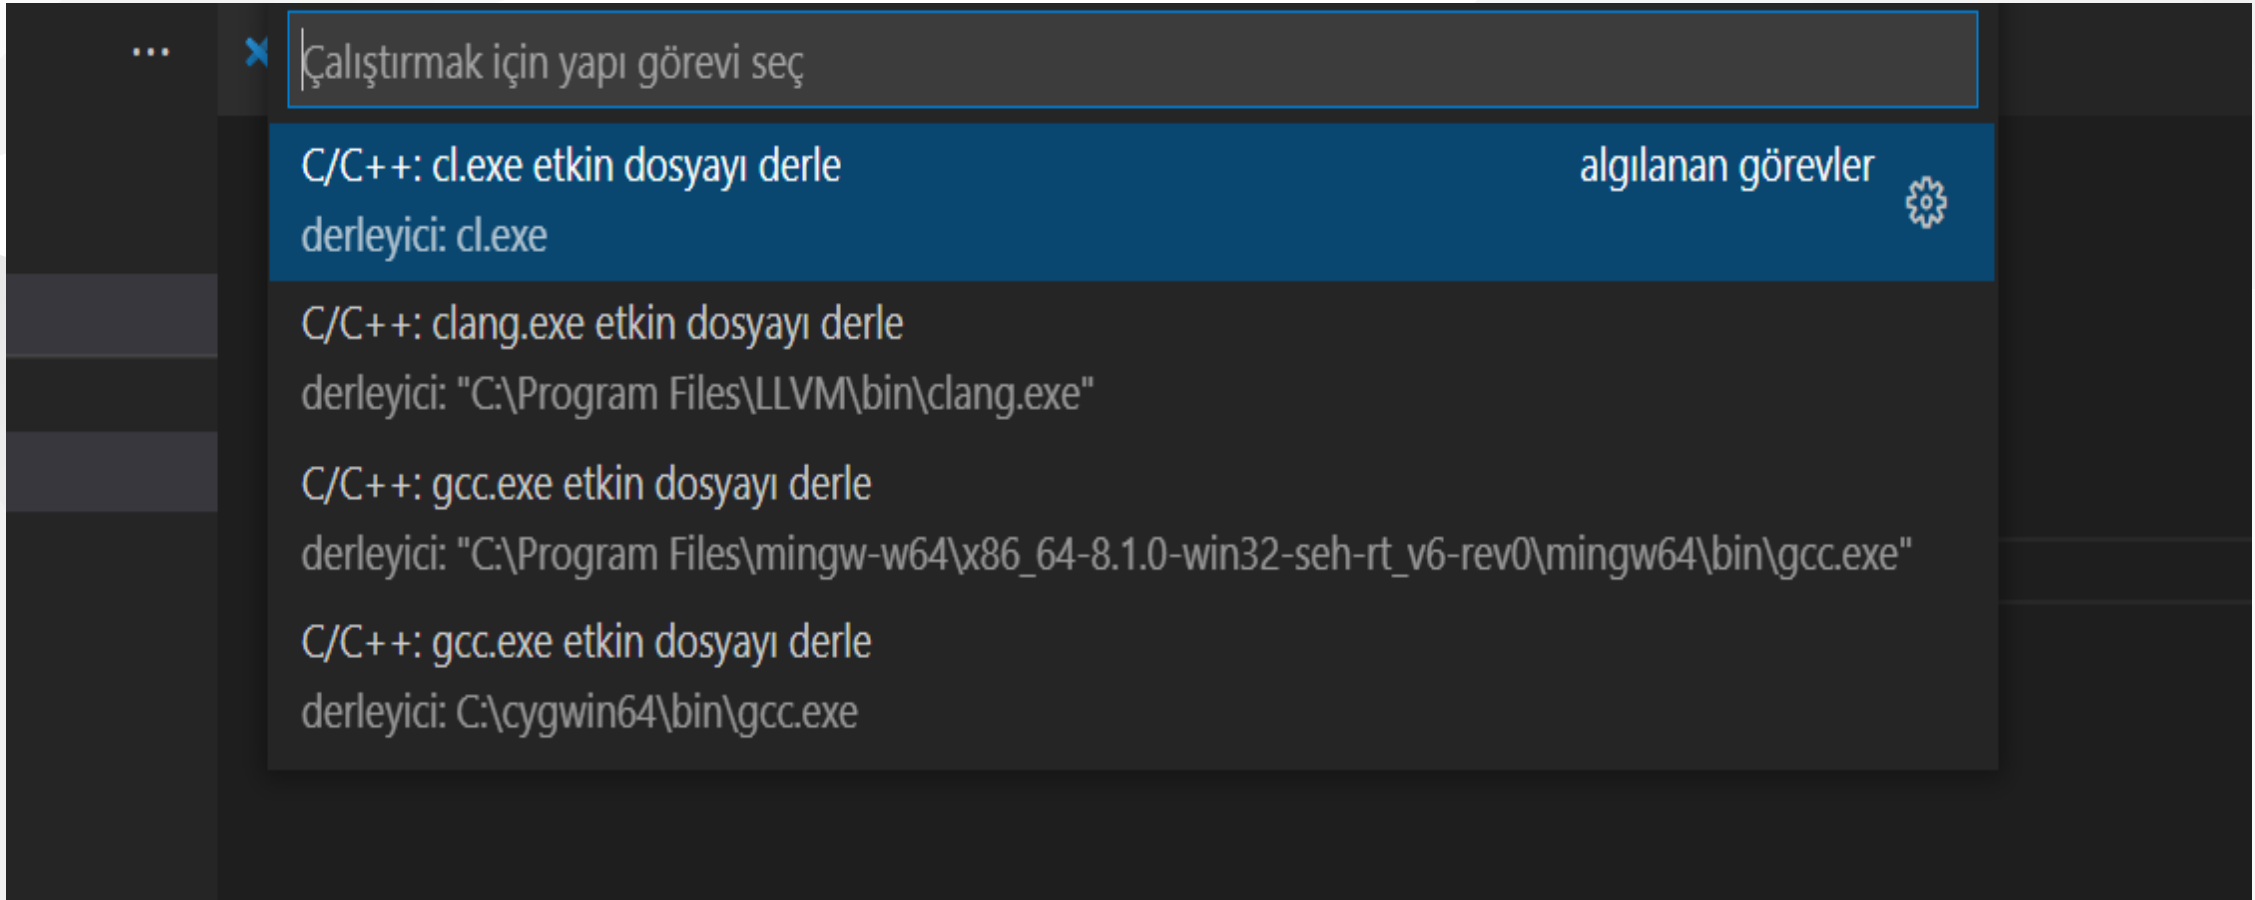 Çalıştırmak için yapı görevi seç
C/C++: cl.exe etkin dosyayı derle algılanan görevler
derleyici: cl.exe
C/C++: clang.exe etkin dosyayı derle
derleyici: "C:\Program Files\LLVM\bin\clang.exe"
C/C++: gcc.exe etkin dosyayı derle
derleyici: "C:\Program Files\mingw-w64\x86_64-8.1.0-win32-seh-rt_v6-rev0\mingw64\bin\gcc.exe"
C/C++: gcc.exe etkin dosyayı derle
derleyici: C:\cygwin64\bin\gcc.exe